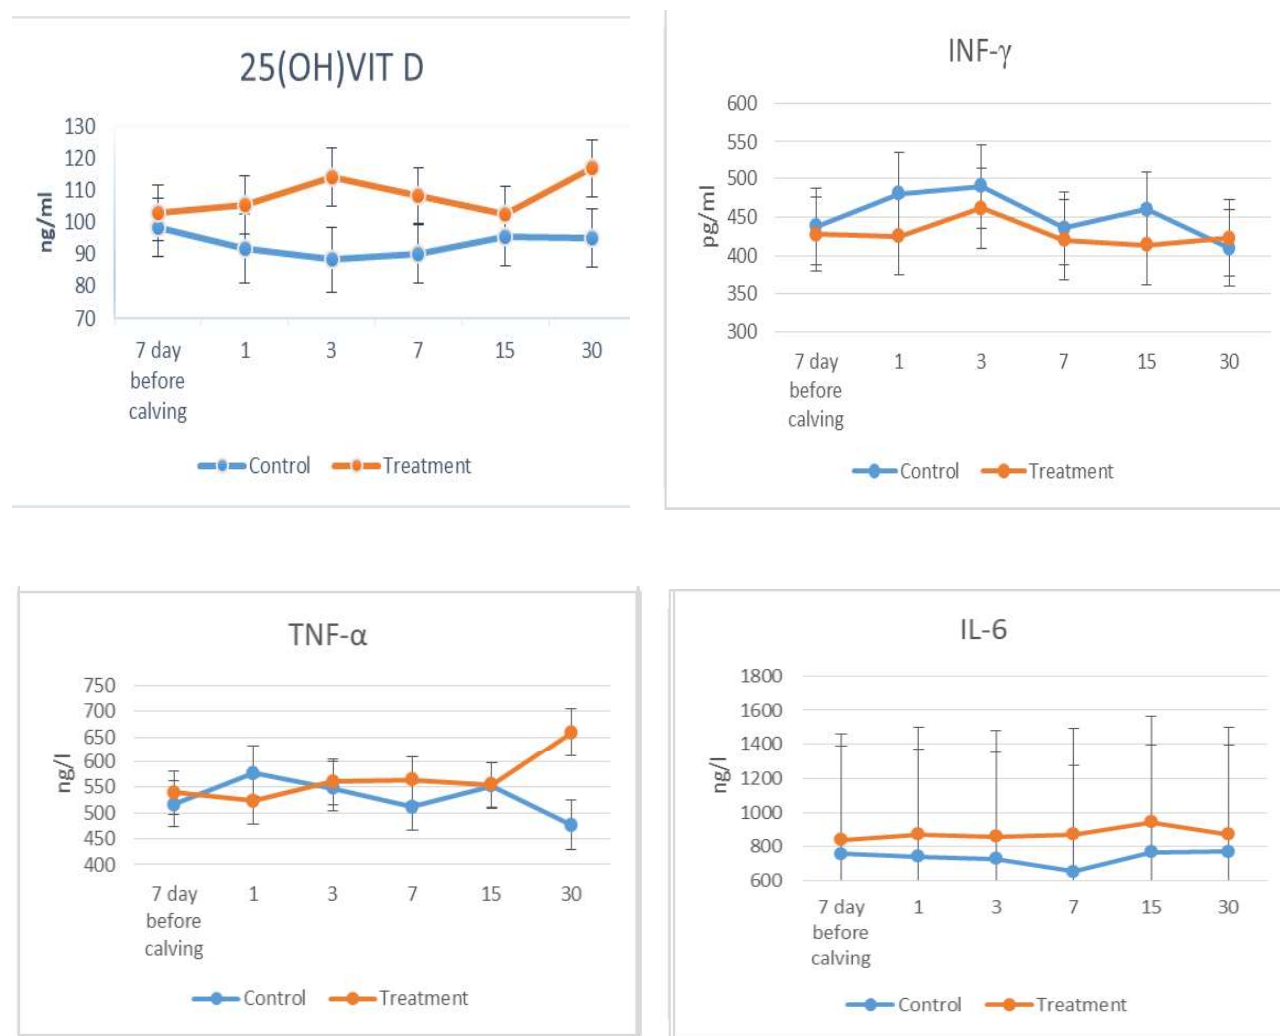 25(OH)VIT D
ng/ml
130
120
110
100
90
80
70
7 day
before
calving
1
3
7
15
30
Control
Treatment
INF-γ
pg/ml
600
550
500
450
400
350
300
7 day
before
calving
1
3
7
15
30
Control
Treatment
TNF-α
ng/l
750
700
650
600
550
500
450
400
7 day
before
calving
1
3
7
15
30
Control
Treatment
IL-6
ng/l
1800
1600
1400
1200
1000
800
600
7 day
before
calving
1
3
7
15
30
Control
Treatment